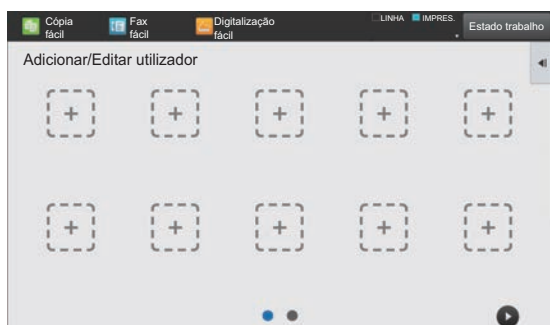 Cópia fácil
Fax fácil
Digitalização fácil
LINHA
IMPRES.
Estado trabalho
Adicionar/Editar utilizador